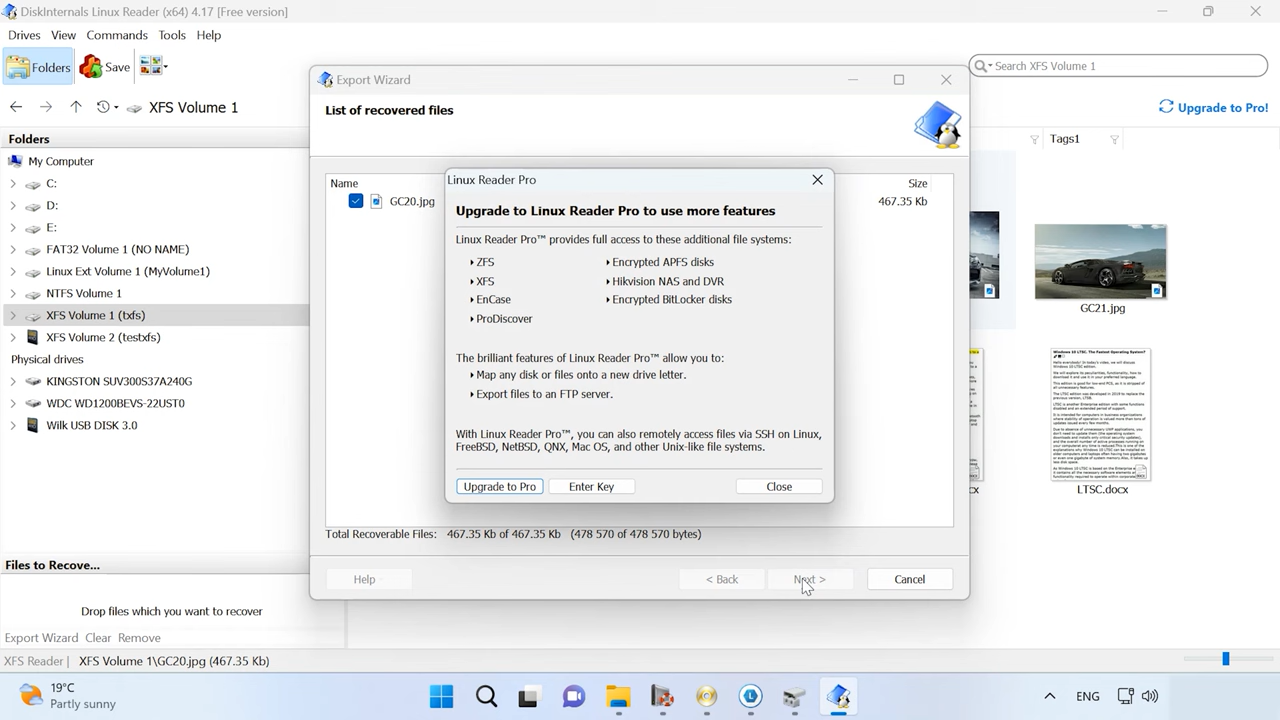 DiskInternals Linux Reader (x64) 4.17 [Free version]
Drives View Commands Tools Help
Folders Save
Search XFS Volume 1
XFS Volume 1
Upgrade to Pro!
Folders
Tags1
My Computer
C:
D:
E:
FAT32 Volume 1 (NO NAME)
Linux Ext Volume 1 (MyVolume1)
NTFS Volume 1
XFS Volume 1 (txfs)
XFS Volume 2 (testxfs)
Physical drives
KINGSTON SUV300S37A240G
WDC WD1200BEVS-22UST0
Wilk USB DISK 3.0
Files to Recove...
Drop files which you want to recover
Export Wizard Clear Remove
XFS Reader | XFS Volume 1\GC20.jpg (467.35 Kb)
Export Wizard
List of recovered files
Name Size
GC20.jpg 467.35 Kb
Total Recoverable Files: 467.35 Kb of 467.35 Kb (478 570 of 478 570 bytes)
Help < Back Next > Cancel
Linux Reader Pro
Upgrade to Linux Reader Pro to use more features
Linux Reader Pro™ provides full access to these additional file systems:
ZFS Encrypted APFS disks
XFS Hikvision NAS and DVR
EnCase Encrypted BitLocker disks
ProDiscover
The brilliant features of Linux Reader Pro™ allow you to:
Map any disk or files onto a new drive letter.
Export files to an FTP server.
With Linux Reader Pro™, you can also remotely access files via SSH on Linux,
FreeBSD, NetBSD, QNX, Mac OS, and other Unix-like file systems.
Upgrade to Pro Enter Key Close
GC21.jpg
Windows 10 LTSC. The Fastest Operating System?
cx
LTSC.docx
19°C
Partly sunny
ENG